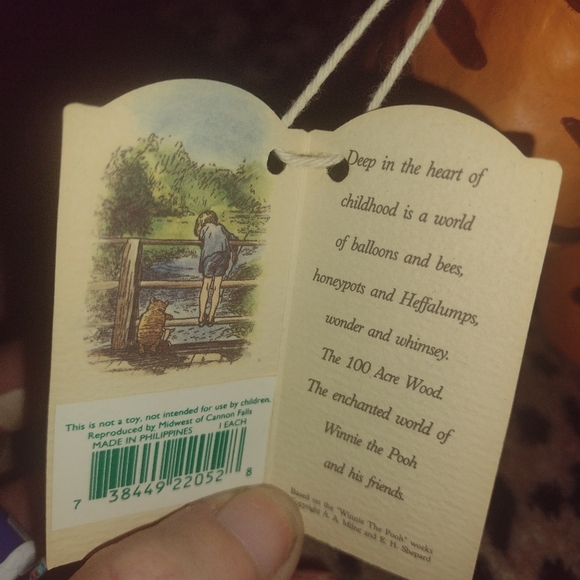 This is not a toy, not intended for use by children.
Reproduced by Midwest of Cannon Falls
MADE IN PHILIPPINES 1 EACH
7 38449 22052 8
Deep in the heart of
childhood is a world
of balloons and bees,
honeypots and Heffalumps,
wonder and whimsey.
The 100 Acre Wood.
The enchanted world of
Winnie the Pooh
and his friends.
Based on the "Winnie The Pooh" works
Copyright A. A. Milne and E. H. Shepard